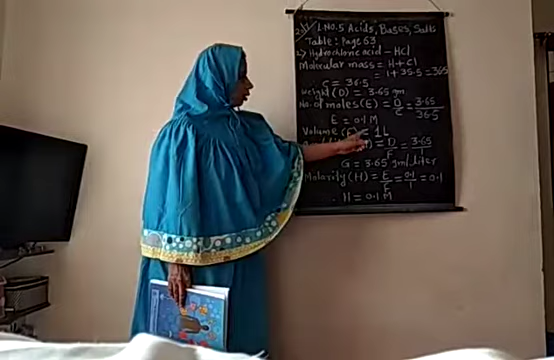 L.No.5 Acids, Bases, Salts
Table: Page 63
1) Hydrochloric acid - HCl
Molecular mass = H + Cl
= 1 + 35.5 = 36.5
C = 36.5
Weight (D) = 3.65 gm.
No. of moles (E) = D/C = 3.65/36.5
E = 0.1 M
Volume (F) = 1 L
= D/F = 3.65/1
G = 3.65 gm/liter
Molarity (H) = E/F = 0.1/1 = 0.1
H = 0.1 M